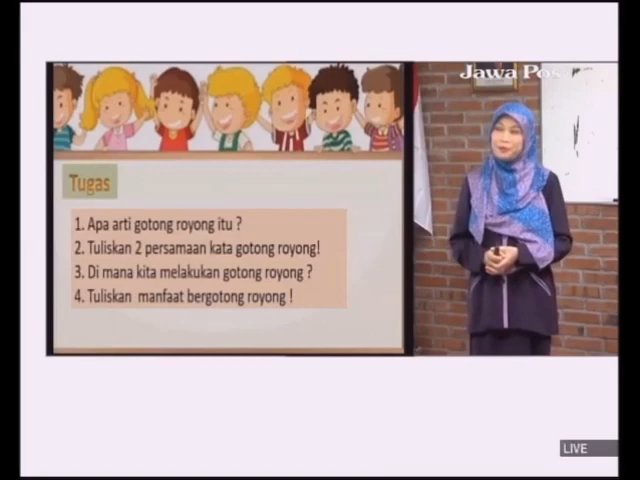 Jawa Pos
Tugas
1. Apa arti gotong royong itu ?
2. Tuliskan 2 persamaan kata gotong royong!
3. Di mana kita melakukan gotong royong ?
4. Tuliskan manfaat bergotong royong !
LIVE